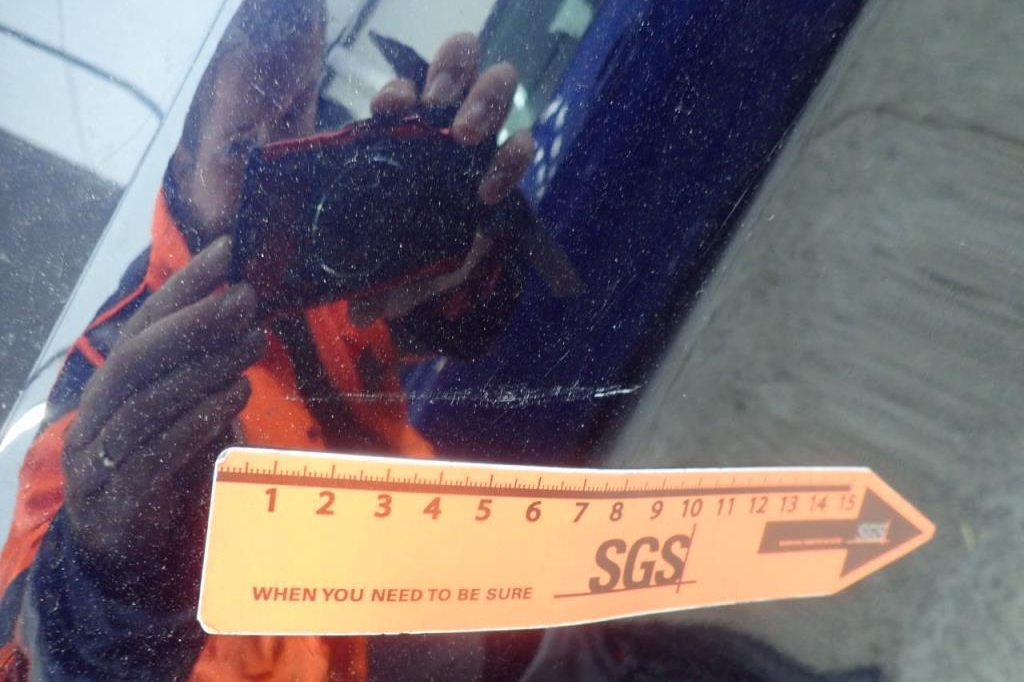 1 2 3 4 5 6 7 8 9 10 11 12 13 14 15
SGS
SGS
WHEN YOU NEED TO BE SURE